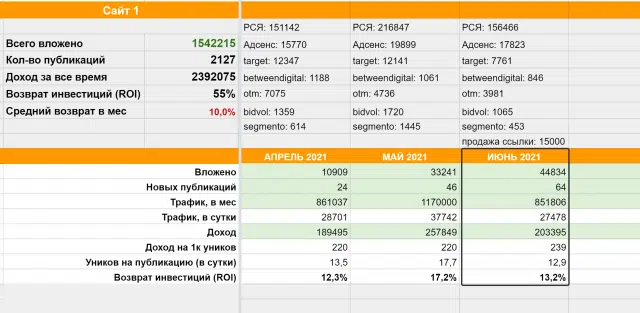 Сайт 1
РСЯ: 151142 РСЯ: 216847 РСЯ: 156466
Всего вложено 1542215 Адсенс: 15770 Адсенс: 19899 Адсенс: 17823
Кол-во публикаций 2127 target: 12347 target: 12141 target: 7761
Доход за все время 2392075 betweendigital: 1188 betweendigital: 1061 betweendigital: 846
Возврат инвестиций (ROI) 55% otm: 7075 otm: 4736 otm: 3981
Средний возврат в мес 10,0% bidvol: 1359 bidvol: 1720 bidvol: 1065
segmento: 614 segmento: 1445 segmento: 453
продажа ссылки: 15000
АПРЕЛЬ 2021 МАЙ 2021 ИЮНЬ 2021
Вложено 10909 33241 44834
Новых публикаций 24 46 64
Трафик, в мес 861037 1170000 851806
Трафик, в сутки 28701 37742 27478
Доход 189495 257849 203395
Доход на 1к уников 220 220 239
Уников на публикацию (в сутки) 13,5 17,7 12,9
Возврат инвестиций (ROI) 12,3% 17,2% 13,2%